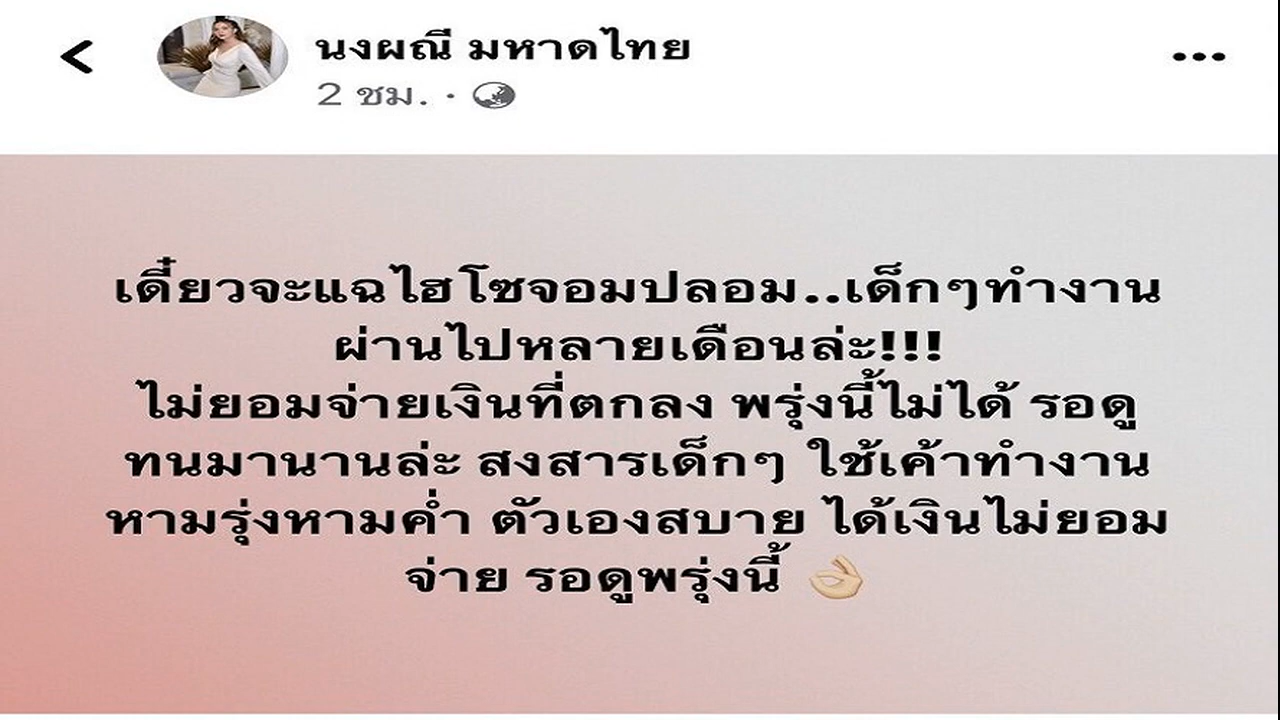 นงผณี มหาดไทย
2 ชม. ·
เดี๋ยวจะแฉไฮโซจอมปลอม..เด็กๆทำงาน
ผ่านไปหลายเดือนล่ะ!!!
ไม่ยอมจ่ายเงินที่ตกลง พรุ่งนี้ไม่ได้ รอดู
ทนมานานล่ะ สงสารเด็กๆ ใช้เค้าทำงาน
หามรุ่งหามค่ำ ตัวเองสบาย ได้เงินไม่ยอม
จ่าย รอดูพรุ่งนี้ 👌🏼